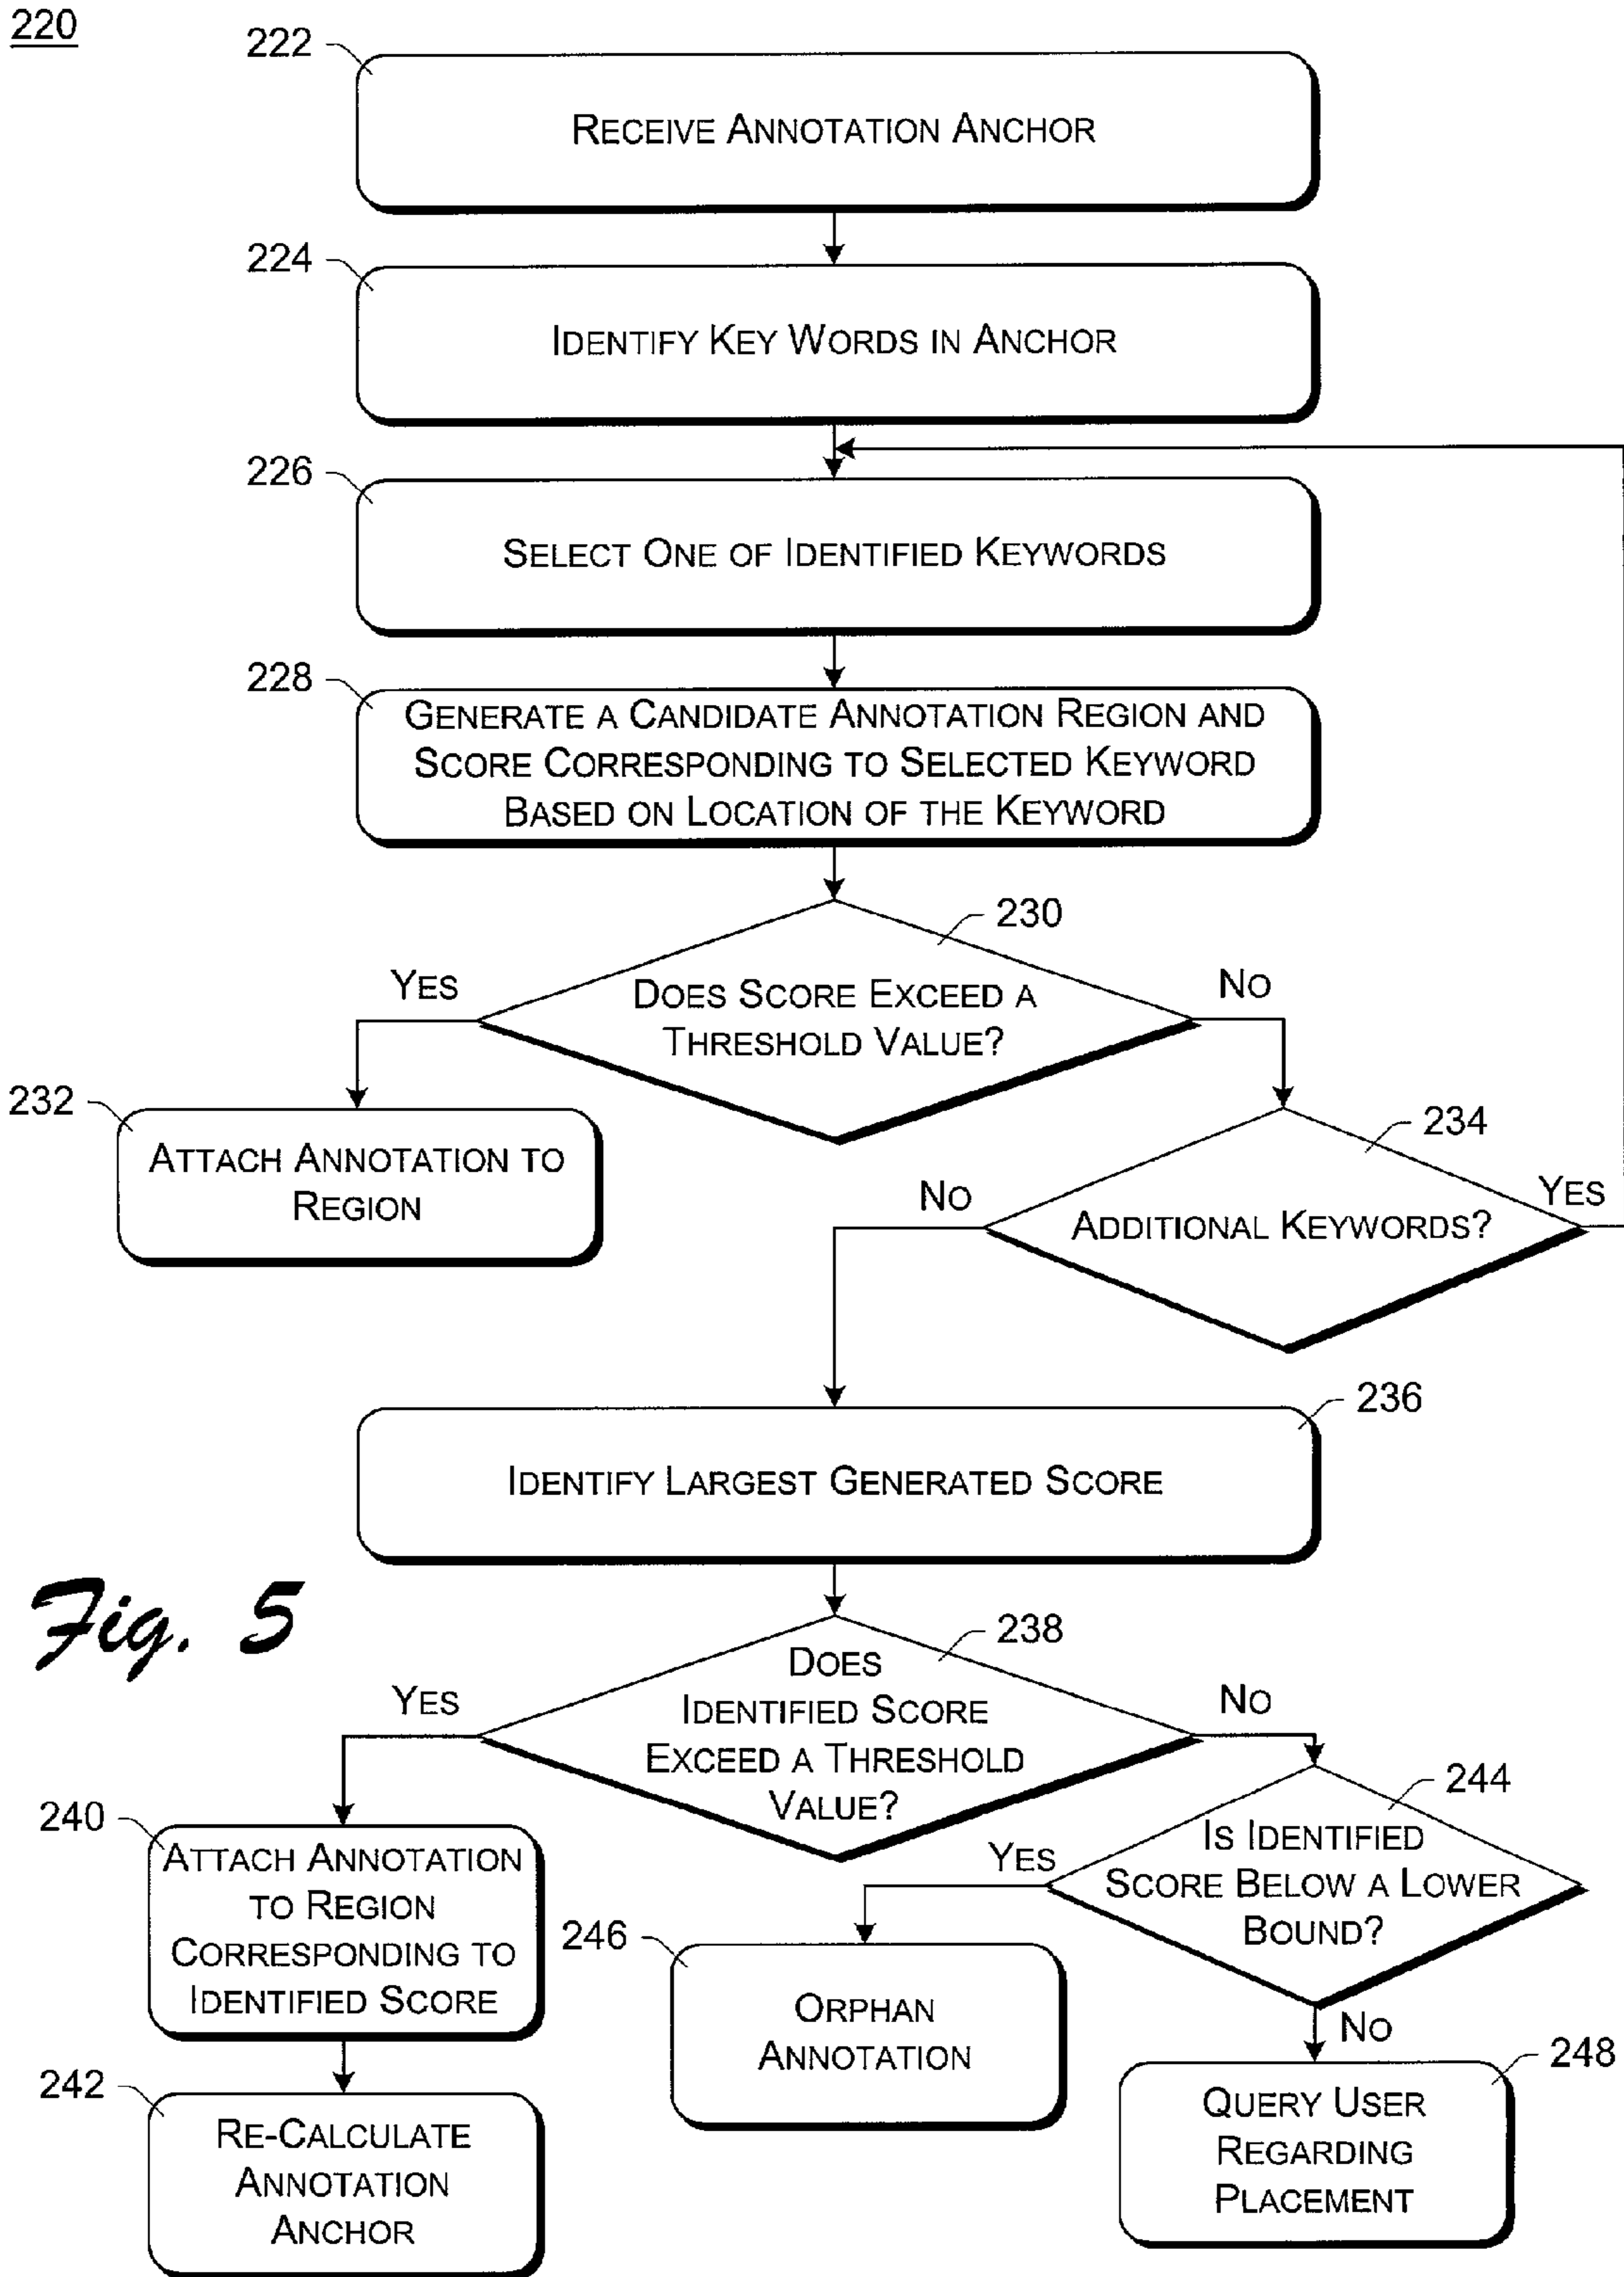 220
222
RECEIVE ANNOTATION ANCHOR
224
IDENTIFY KEY WORDS IN ANCHOR
226
SELECT ONE OF IDENTIFIED KEYWORDS
228
GENERATE A CANDIDATE ANNOTATION REGION AND
SCORE CORRESPONDING TO SELECTED KEYWORD
BASED ON LOCATION OF THE KEYWORD
230
YES
DOES SCORE EXCEED A
THRESHOLD VALUE?
NO
232
ATTACH ANNOTATION TO
REGION
234
NO
ADDITIONAL KEYWORDS?
YES
236
IDENTIFY LARGEST GENERATED SCORE
Fig. 5
238
YES
DOES
IDENTIFIED SCORE
EXCEED A THRESHOLD
VALUE?
NO
240
ATTACH ANNOTATION
TO REGION
CORRESPONDING TO
IDENTIFIED SCORE
244
YES
IS IDENTIFIED
SCORE BELOW A LOWER
BOUND?
246
ORPHAN
ANNOTATION
NO
242
RE-CALCULATE
ANNOTATION
ANCHOR
248
QUERY USER
REGARDING
PLACEMENT